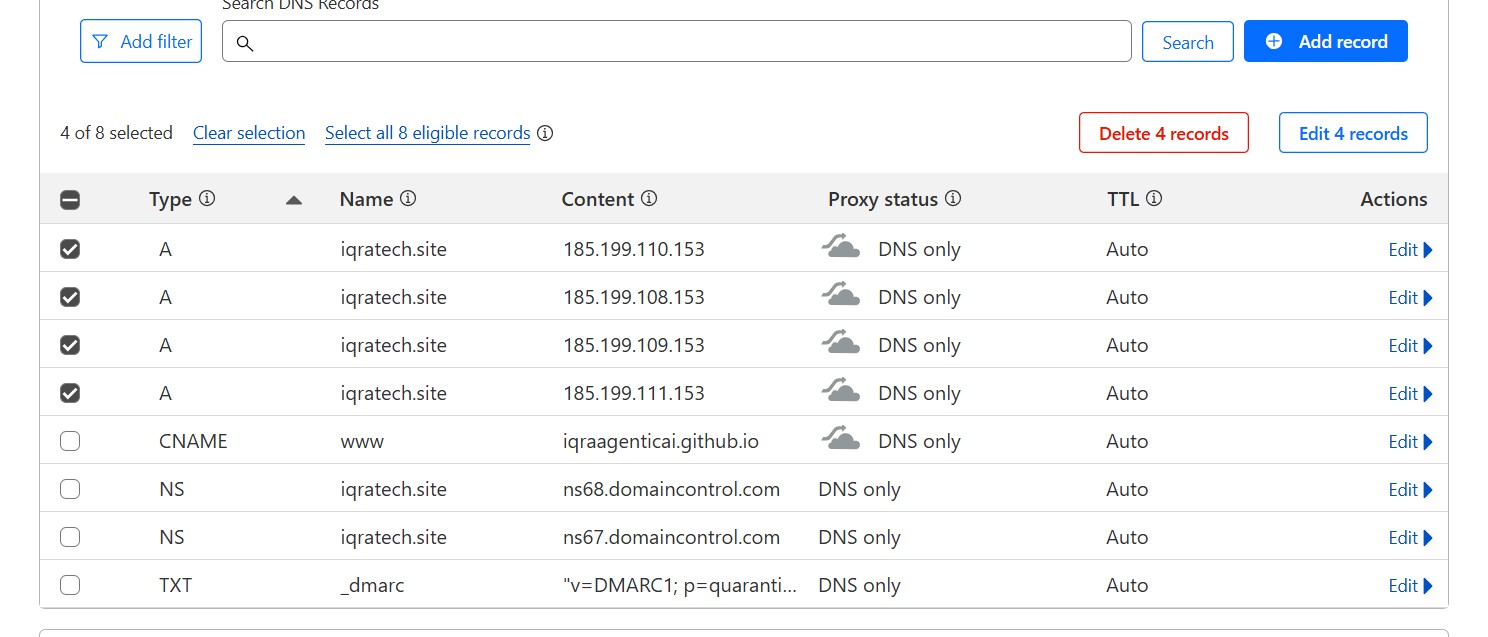 Search DNS Records
Add filter Search Add record
4 of 8 selected Clear selection Select all 8 eligible records Delete 4 records Edit 4 records
Type Name Content Proxy status TTL Actions
A iqratech.site 185.199.110.153 DNS only Auto Edit
A iqratech.site 185.199.108.153 DNS only Auto Edit
A iqratech.site 185.199.109.153 DNS only Auto Edit
A iqratech.site 185.199.111.153 DNS only Auto Edit
CNAME www iqraagenticai.github.io DNS only Auto Edit
NS iqratech.site ns68.domaincontrol.com DNS only Auto Edit
NS iqratech.site ns67.domaincontrol.com DNS only Auto Edit
TXT _dmarc "v=DMARC1; p=quaranti... DNS only Auto Edit